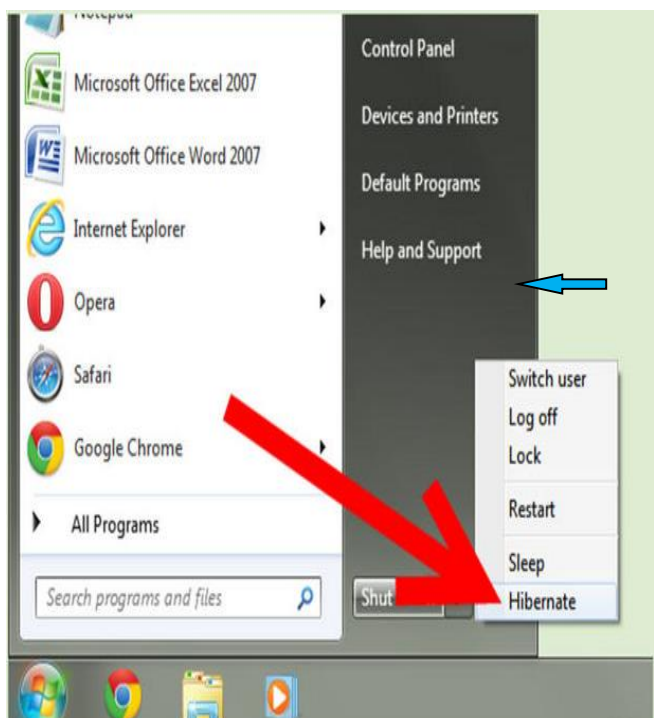 Notepad
Microsoft Office Excel 2007
Microsoft Office Word 2007
Internet Explorer
Opera
Safari
Google Chrome
All Programs
Search programs and files
Control Panel
Devices and Printers
Default Programs
Help and Support
Shut
Switch user
Log off
Lock
Restart
Sleep
Hibernate